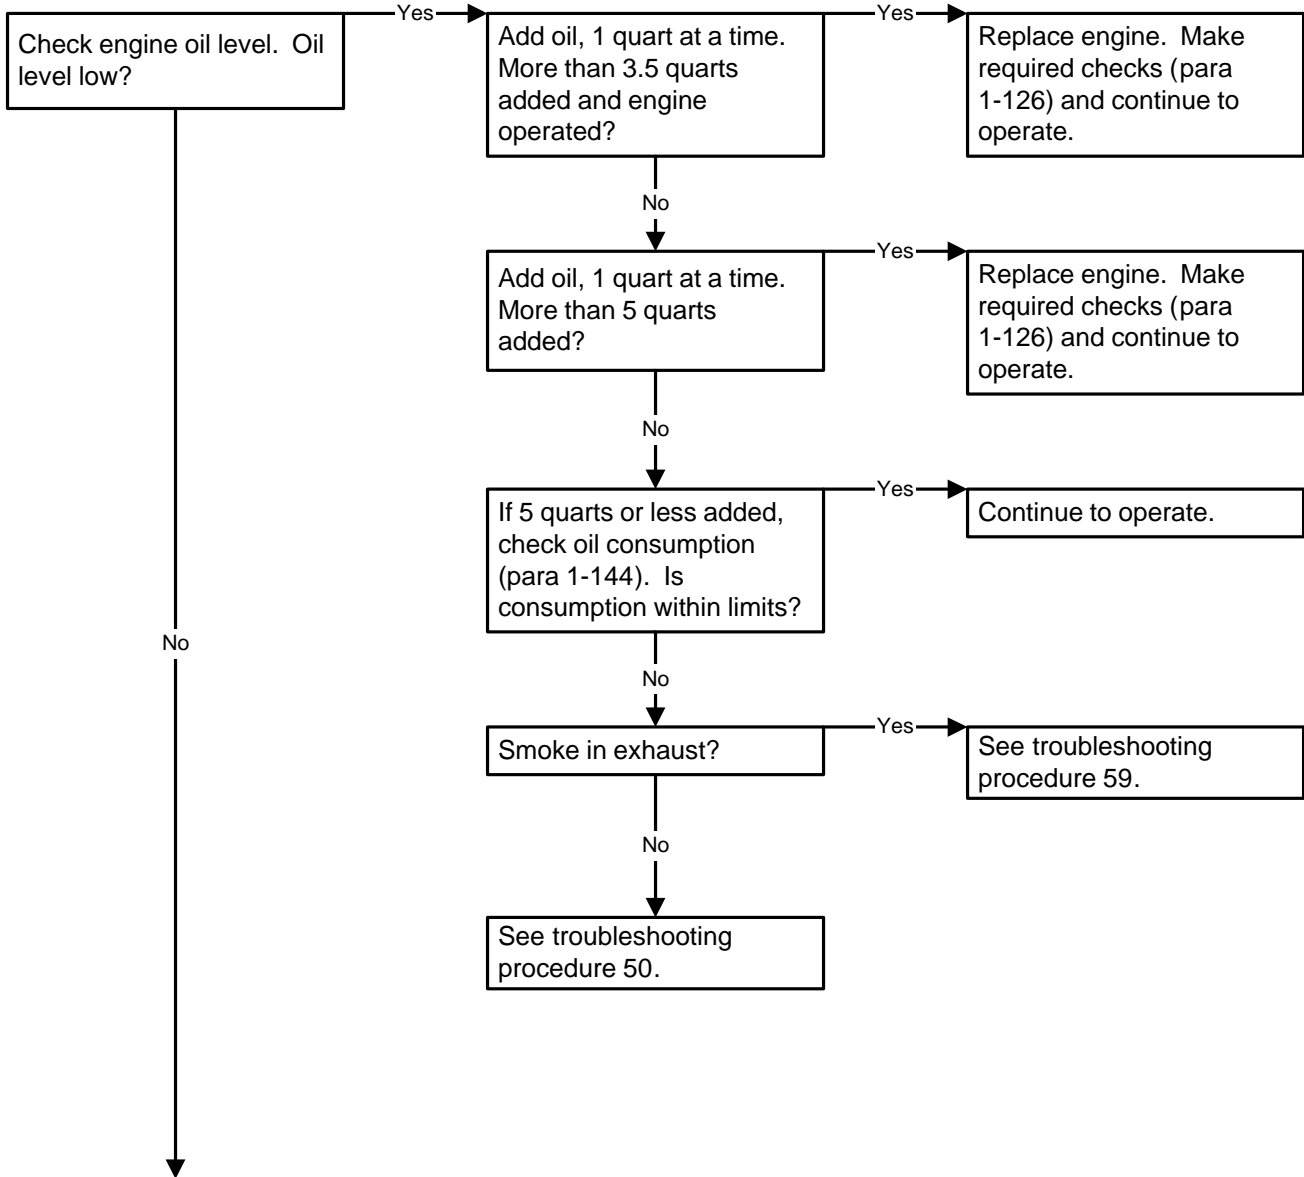 Check engine oil level.  Oil
level low?
Yes
Add oil, 1 quart at a time.
More than 3.5 quarts
added and engine
operated?
Yes
Replace engine.  Make
required checks (para
1-126) and continue to
operate.
No
Add oil, 1 quart at a time.
More than 5 quarts
added?
Yes
Replace engine.  Make
required checks (para
1-126) and continue to
operate.
No
If 5 quarts or less added,
check oil consumption
(para 1-144).  Is
consumption within limits?
Yes
Continue to operate.
No
No
Smoke in exhaust?
Yes
See troubleshooting
procedure 59.
No
See troubleshooting
procedure 50.